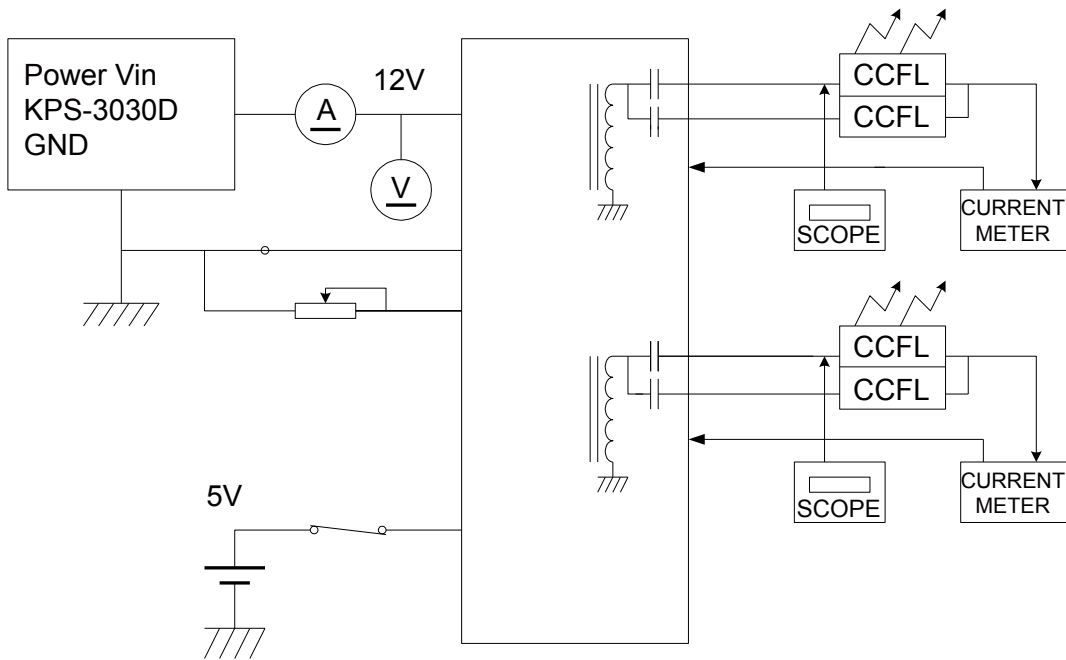 Power Vin
KPS-3030D
GND
A
12V
V
5V
CCFL
CCFL
SCOPE
CURRENT
METER
CCFL
CCFL
SCOPE
CURRENT
METER